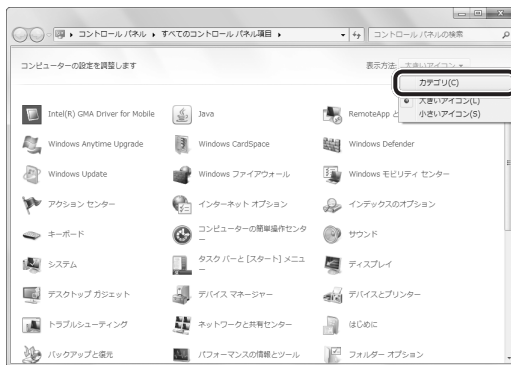 コントロール パネル ▸ すべてのコントロール パネル項目 ▸
コントロール パネルの検索
コンピューターの設定を調整します
表示方法: 大きいアイコン
カテゴリ(C)
大きいアイコン(L)
小さいアイコン(S)
Intel(R) GMA Driver for Mobile
Java
RemoteApp と
Windows Anytime Upgrade
Windows CardSpace
Windows Defender
Windows Update
Windows ファイアウォール
Windows モビリティ センター
アクション センター
インターネット オプション
インデックスのオプション
キーボード
コンピューターの簡単操作センタ
ー
サウンド
システム
タスク バーと [スタート] メニュ
ー
ディスプレイ
デスクトップ ガジェット
デバイス マネージャー
デバイスとプリンター
トラブルシューティング
ネットワークと共有センター
はじめに
バックアップと復元
パフォーマンスの情報とツール
フォルダー オプション